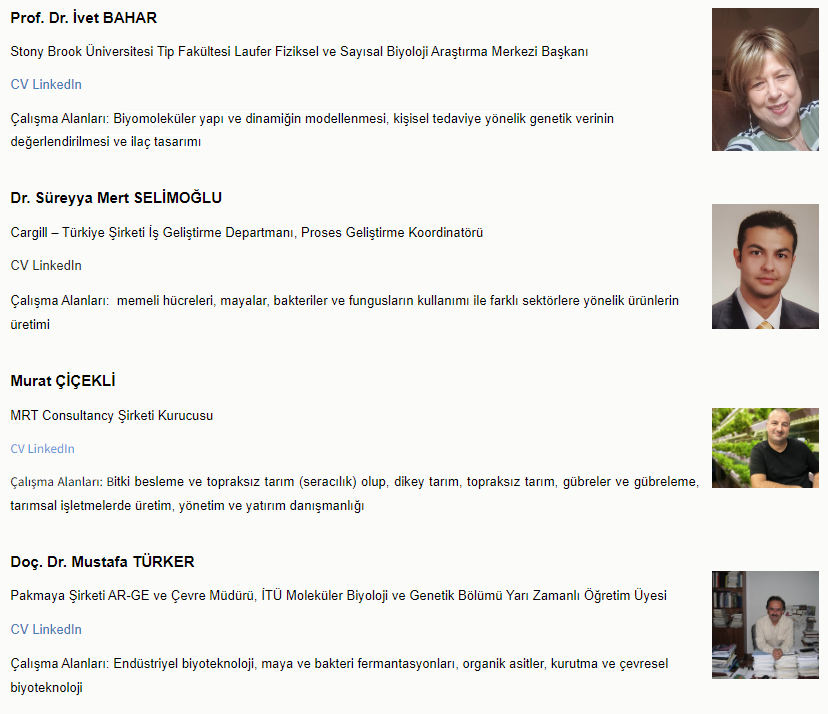 Prof. Dr. İvet BAHAR
Stony Brook Üniversitesi Tip Fakültesi Laufer Fiziksel ve Sayısal Biyoloji Araştırma Merkezi Başkanı
CV LinkedIn
Çalışma Alanları: Biyomoleküler yapı ve dinamiğin modellenmesi, kişisel tedaviye yönelik genetik verinin
değerlendirilmesi ve ilaç tasarımı
Dr. Süreyya Mert SELİMOĞLU
Cargill – Türkiye Şirketi İş Geliştirme Departmanı, Proses Geliştirme Koordinatörü
CV LinkedIn
Çalışma Alanları:  memeli hücreleri, mayalar, bakteriler ve fungusların kullanımı ile farklı sektörlere yönelik ürünlerin
üretimi
Murat ÇİÇEKLİ
MRT Consultancy Şirketi Kurucusu
CV LinkedIn
Çalışma Alanları: Bitki besleme ve topraksız tarım (seracılık) olup, dikey tarım, topraksız tarım, gübreler ve gübreleme,
tarımsal işletmelerde üretim, yönetim ve yatırım danışmanlığı
Doç. Dr. Mustafa TÜRKER
Pakmaya Şirketi AR-GE ve Çevre Müdürü, İTÜ Moleküler Biyoloji ve Genetik Bölümü Yarı Zamanlı Öğretim Üyesi
CV LinkedIn
Çalışma Alanları: Endüstriyel biyoteknoloji, maya ve bakteri fermantasyonları, organik asitler, kurutma ve çevresel
biyoteknoloji